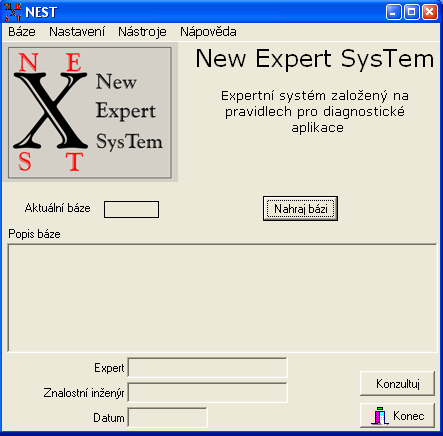 NEST
Báze Nastavení Nástroje Nápověda
N E
S T
New
Expert
SysTem
New Expert SysTem
Expertní systém založený na
pravidlech pro diagnostické
aplikace
Aktuální báze
Nahraj bázi
Popis báze
Expert
Znalostní inženýr
Datum
Konzultuj
Konec